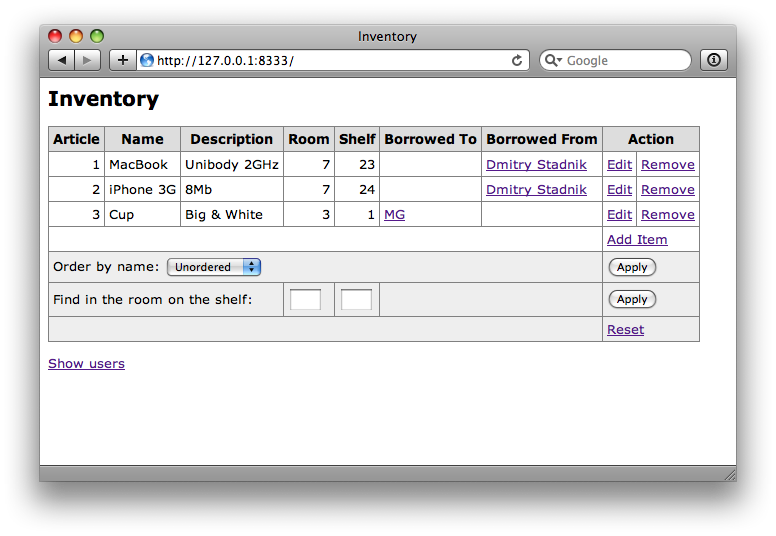 Inventory
http://127.0.0.1:8333/
Google
Inventory
Article Name Description Room Shelf Borrowed To Borrowed From Action
1 MacBook Unibody 2GHz 7 23 Dmitry Stadnik Edit Remove
2 iPhone 3G 8Mb 7 24 Dmitry Stadnik Edit Remove
3 Cup Big & White 3 1 MG Edit Remove
Add Item
Order by name: Unordered Apply
Find in the room on the shelf: Apply
Reset
Show users